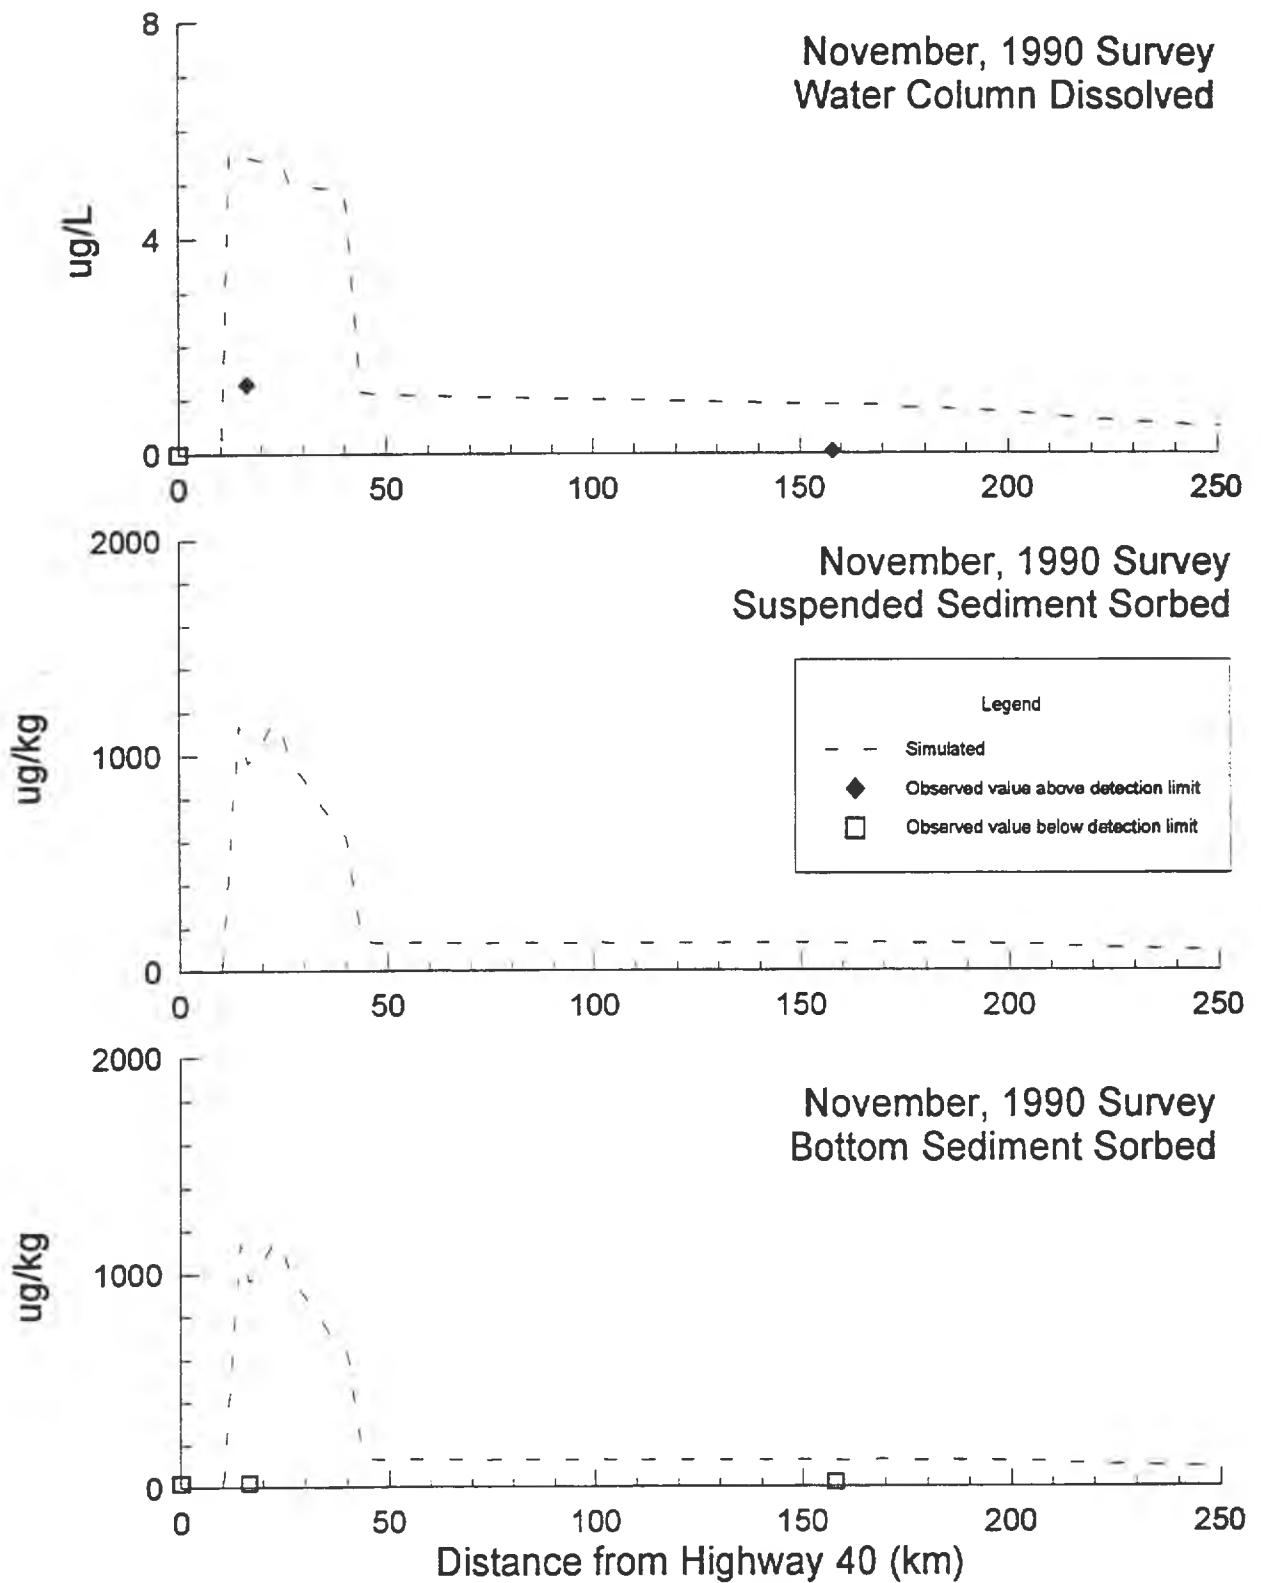 November, 1990 Survey
Water Column Dissolved
ug/L
8
4
0
0 50 100 150 200 250
November, 1990 Survey
Suspended Sediment Sorbed
ug/kg
2000
1000
0
Legend
Simulated
Observed value above detection limit
Observed value below detection limit
0 50 100 150 200 250
November, 1990 Survey
Bottom Sediment Sorbed
ug/kg
2000
1000
0
0 50 100 150 200 250
Distance from Highway 40 (km)